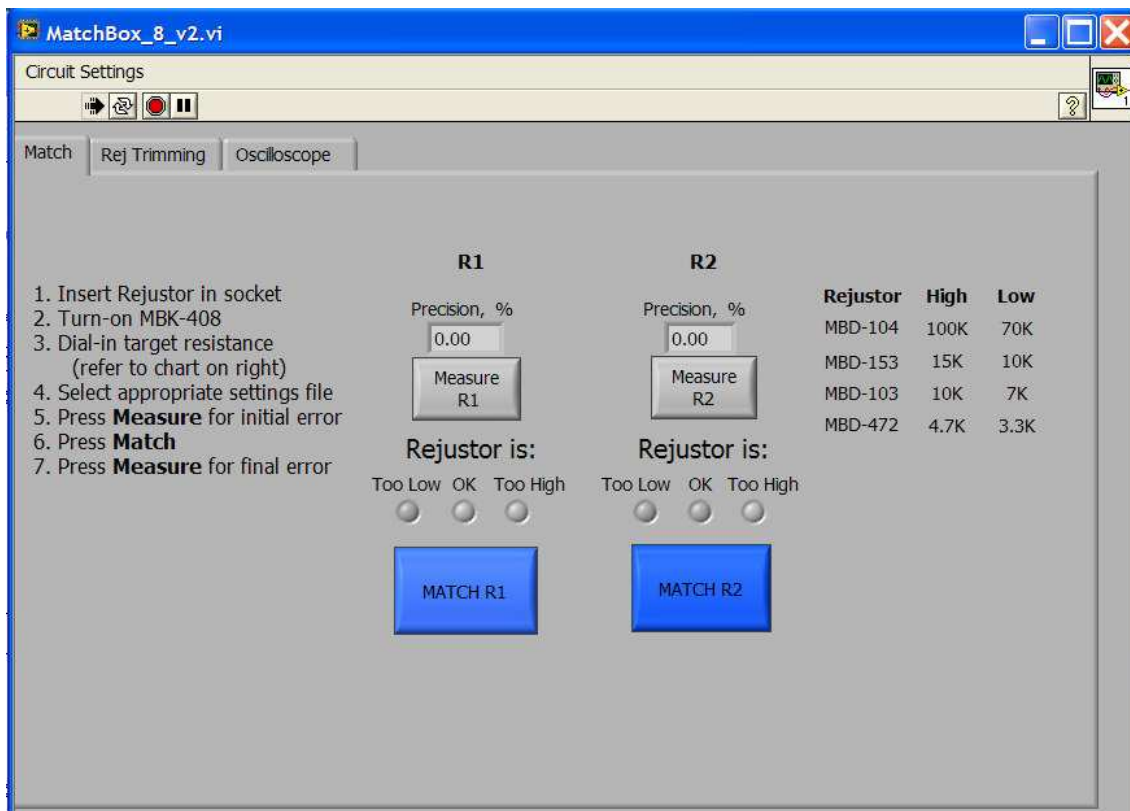 MatchBox_8_v2.vi
Circuit Settings
?
1
Match Rej Trimming Oscilloscope
1. Insert Rejustor in socket
2. Turn-on MBK-408
3. Dial-in target resistance
(refer to chart on right)
4. Select appropriate settings file
5. Press Measure for initial error
6. Press Match
7. Press Measure for final error
R1
Precision, %
0.00
Measure
R1
Rejustor is:
Too Low OK Too High
MATCH R1
R2
Precision, %
0.00
Measure
R2
Rejustor is:
Too Low OK Too High
MATCH R2
Rejustor High Low
MBD-104 100K 70K
MBD-153 15K 10K
MBD-103 10K 7K
MBD-472 4.7K 3.3K